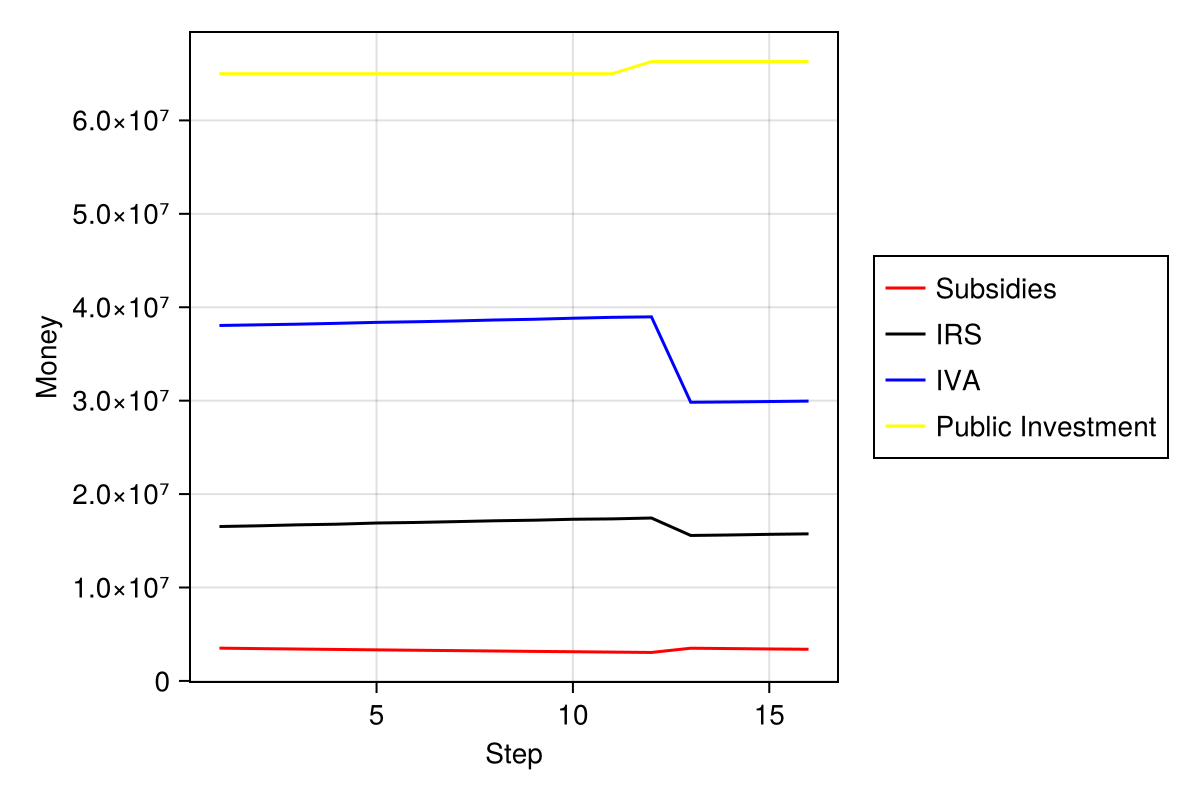 6.0×10⁷
5.0×10⁷
4.0×10⁷
3.0×10⁷
2.0×10⁷
1.0×10⁷
0
Money
5 10 15
Step
Subsidies
IRS
IVA
Public Investment